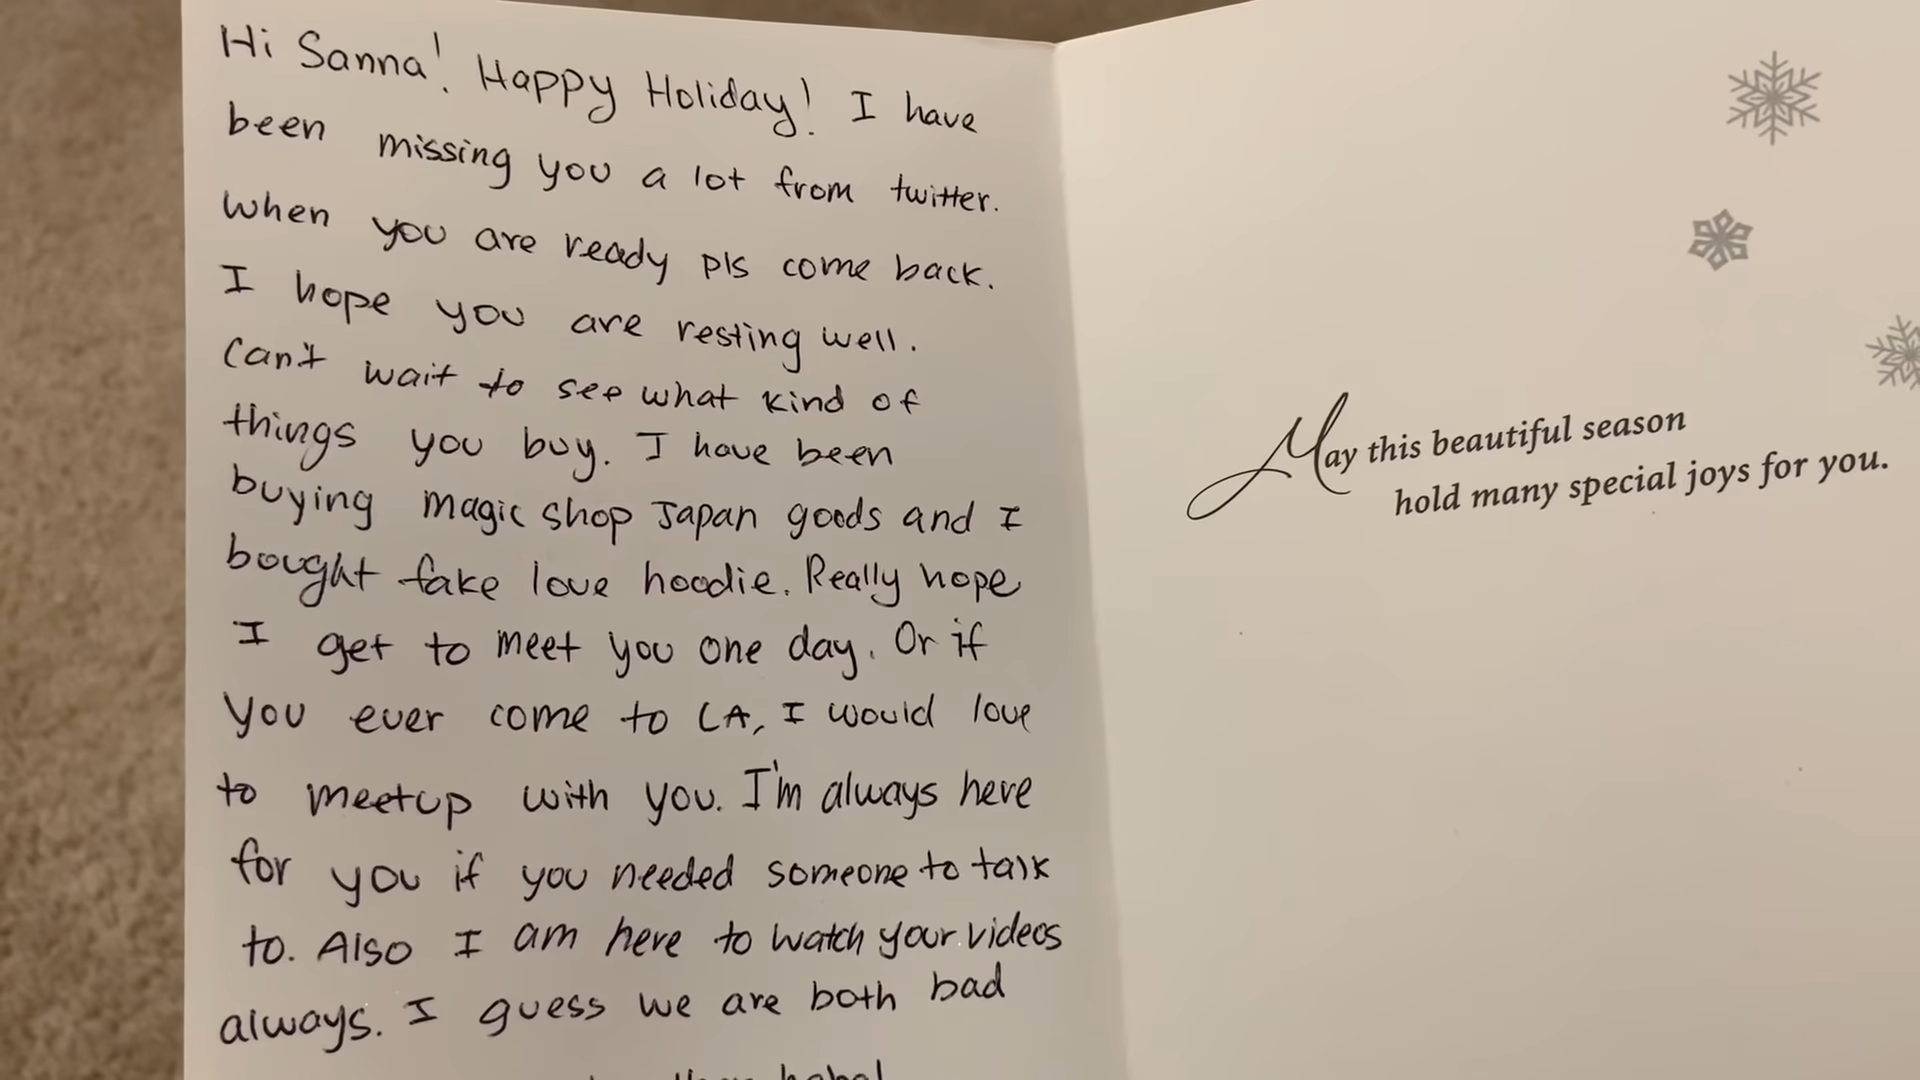 Hi Sanna! Happy Holiday! I have
been missing you a lot from twitter.
when you are ready pls come back.
I hope you are resting well.
Can't wait to see what kind of
things you buy. I have been
buying magic shop Japan goods and I
bought fake love hoodie. Really hope
I get to meet you one day. Or if
you ever come to LA, I would love
to meetup with you. I'm always here
for you if you needed someone to talk
to. Also I am here to watch your videos
always. I guess we are both bad
May this beautiful season
hold many special joys for you.